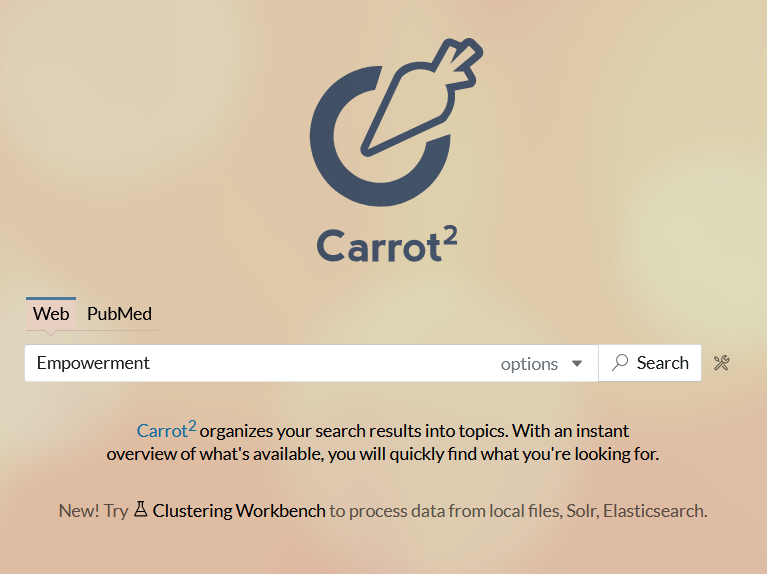 Carrot²
Web PubMed
Empowerment options Search
Carrot² organizes your search results into topics. With an instant
overview of what's available, you will quickly find what you're looking for.
New! Try Clustering Workbench to process data from local files, Solr, Elasticsearch.